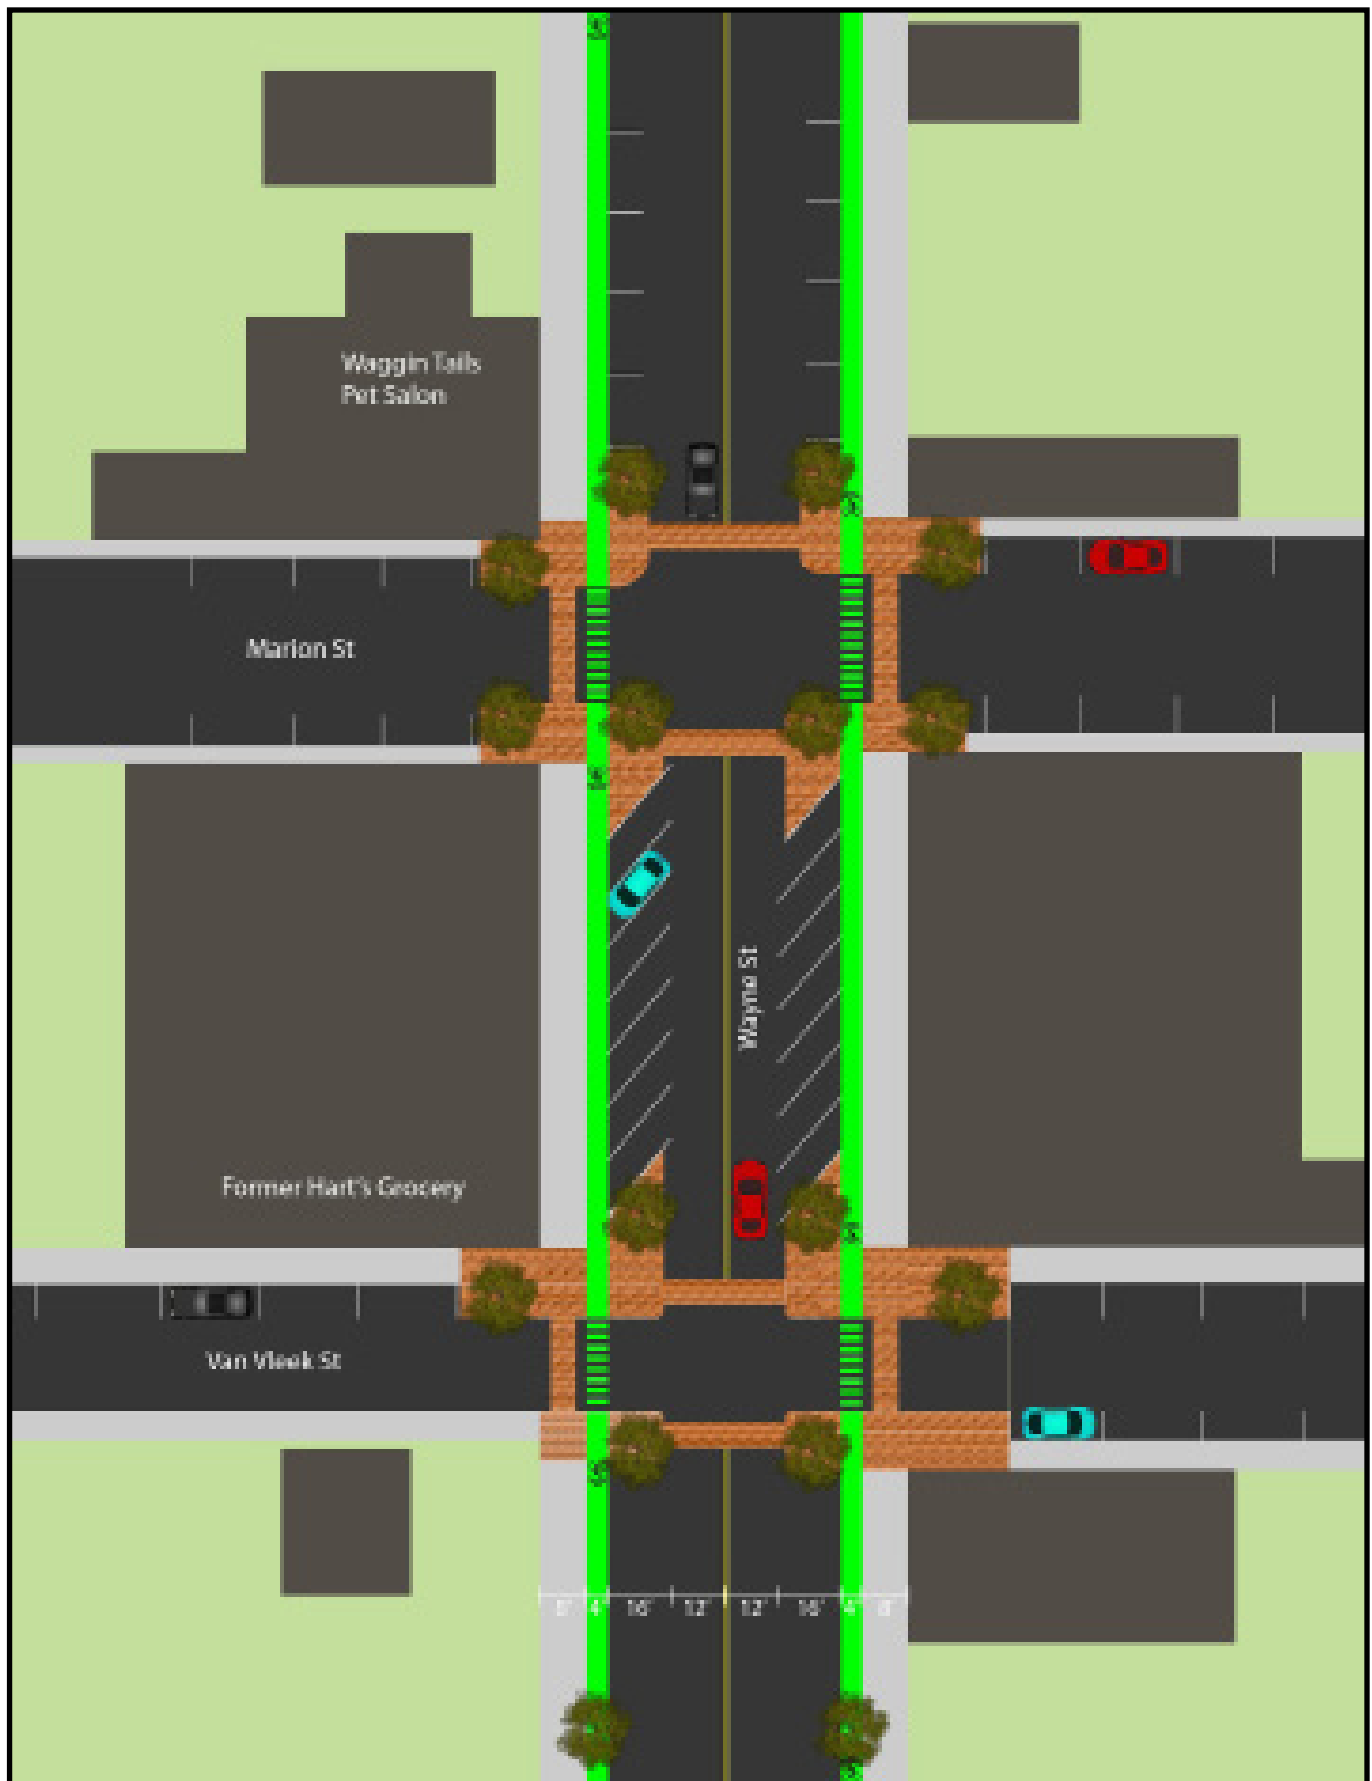 Waggin Tails
Pet Salon
Marion St
Wayne St
Former Hart's Grocery
Van Vleek St
8' 4' 16' 12' 12' 16' 4' 8'